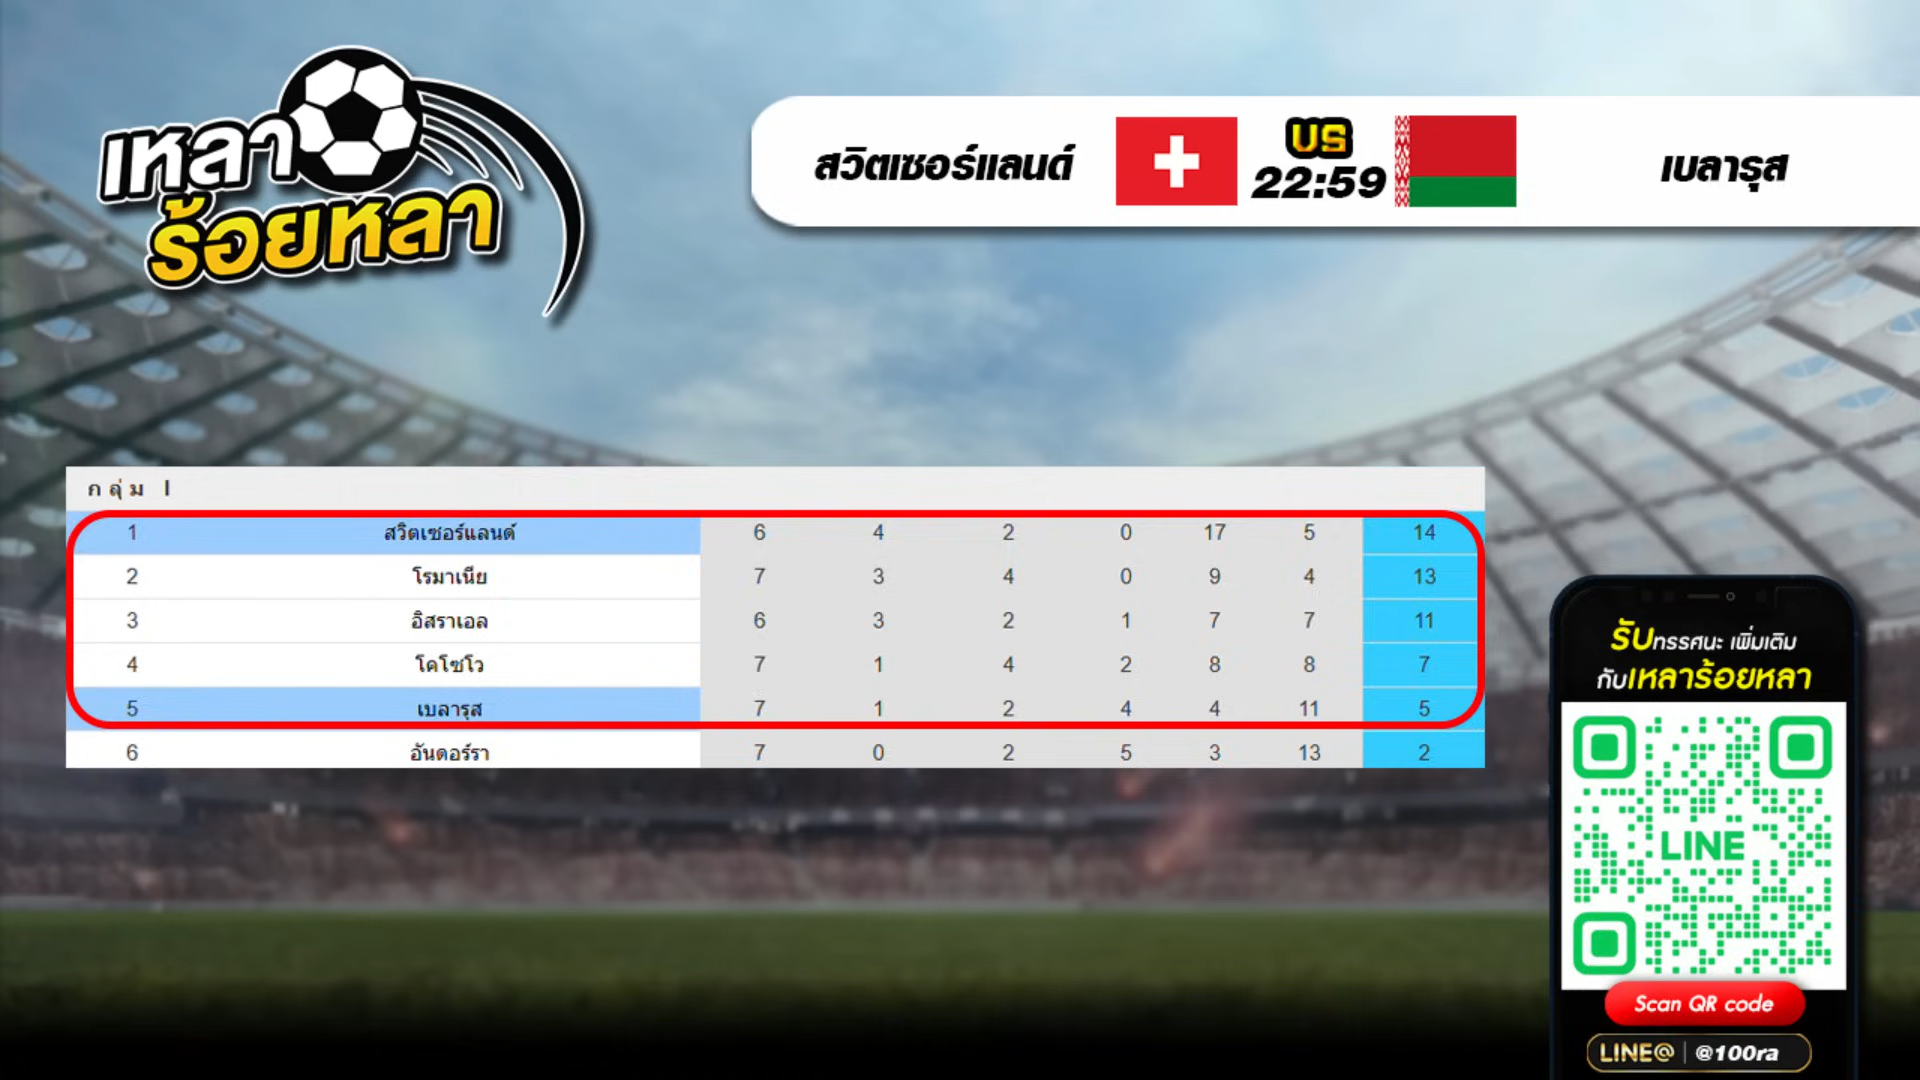 เหลา
ร้อยหลา
สวิตเซอร์แลนด์ VS เบลารุส
22:59
กลุ่ม I
1 สวิตเซอร์แลนด์ 6 4 2 0 17 5 14
2 โรมาเนีย 7 3 4 0 9 4 13
3 อิสราเอล 6 3 2 1 7 7 11
4 โคโซโว 7 1 4 2 8 8 7
5 เบลารุส 7 1 2 4 4 11 5
6 อันดอร์รา 7 0 2 5 3 13 2
รับทรรศนะ เพิ่มเติม
กับเหลาร้อยหลา
LINE
Scan QR code
LINE@ | @100ra